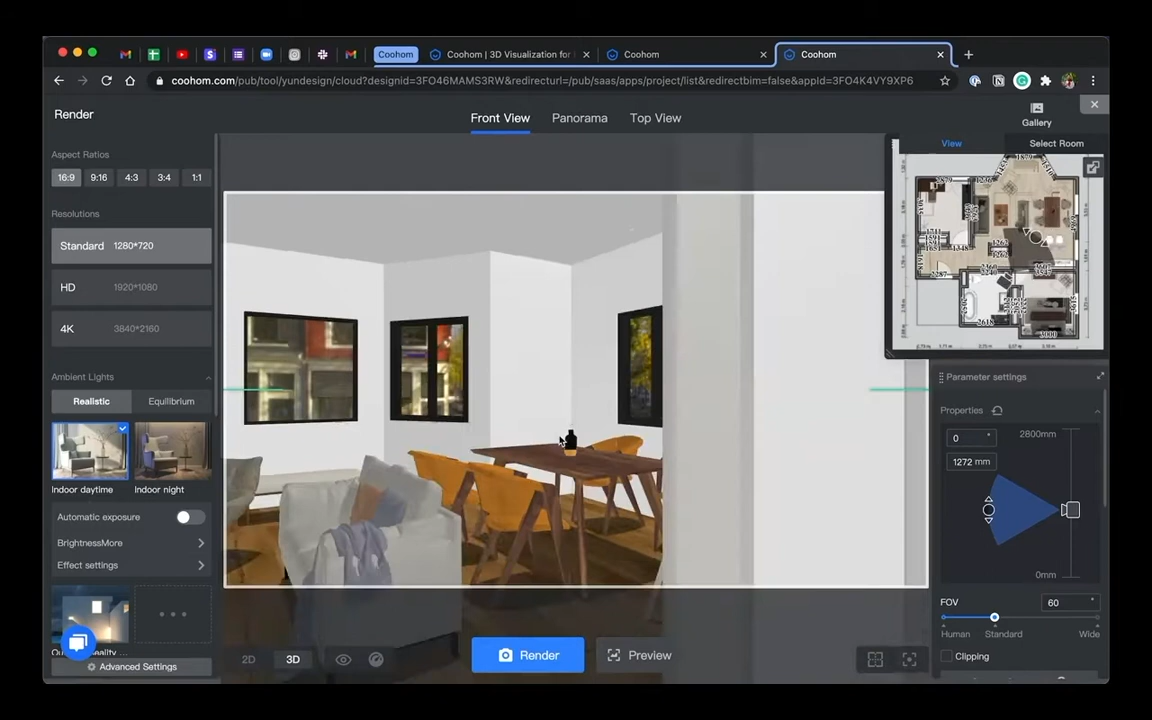 Coohom
Coohom | 3D Visualization for
Coohom
Coohom
coohom.com/pub/tool/yundesign/cloud?designid=3FO46MAMS3RW&redirecturl=/pub/saas/apps/project/list&redirectbim=false&appId=3FO4K4VY9XP6
Render
Front View
Panorama
Top View
Gallery
View
Select Room
Aspect Ratios
16:9
9:16
4:3
3:4
1:1
Resolutions
Standard 1280*720
HD 1920*1080
4K 3840*2160
Ambient Lights
Realistic
Equilibrium
Indoor daytime
Indoor night
Automatic exposure
BrightnessMore
Effect settings
Advanced Settings
2D
3D
Render
Preview
Parameter settings
Properties
0 °
2800mm
1272 mm
0mm
FOV
60 °
Human
Standard
Wide
Clipping